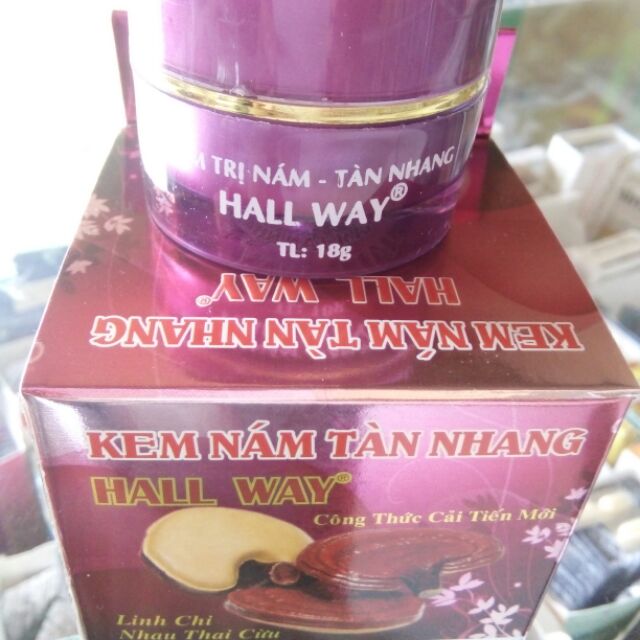 TRỊ NÁM - TÀN NHANG
HALL WAY®
TL: 18g
KEM NÁM TÀN NHANG
HALL WAY®
KEM NÁM TÀN NHANG
HALL WAY®
Công Thức Cải Tiến Mới
Linh Chi
Nhau Thai Cừu